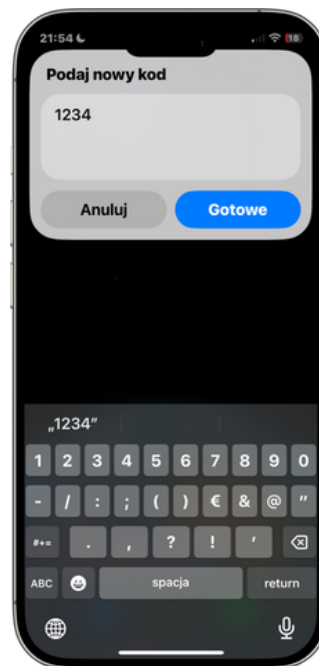 21:54
18
Podaj nowy kod
1234
Anuluj
Gotowe
„1234”
1 2 3 4 5 6 7 8 9 0
- / : ; ( ) € & @ "
#+= . , ? ! ′
ABC spacja return